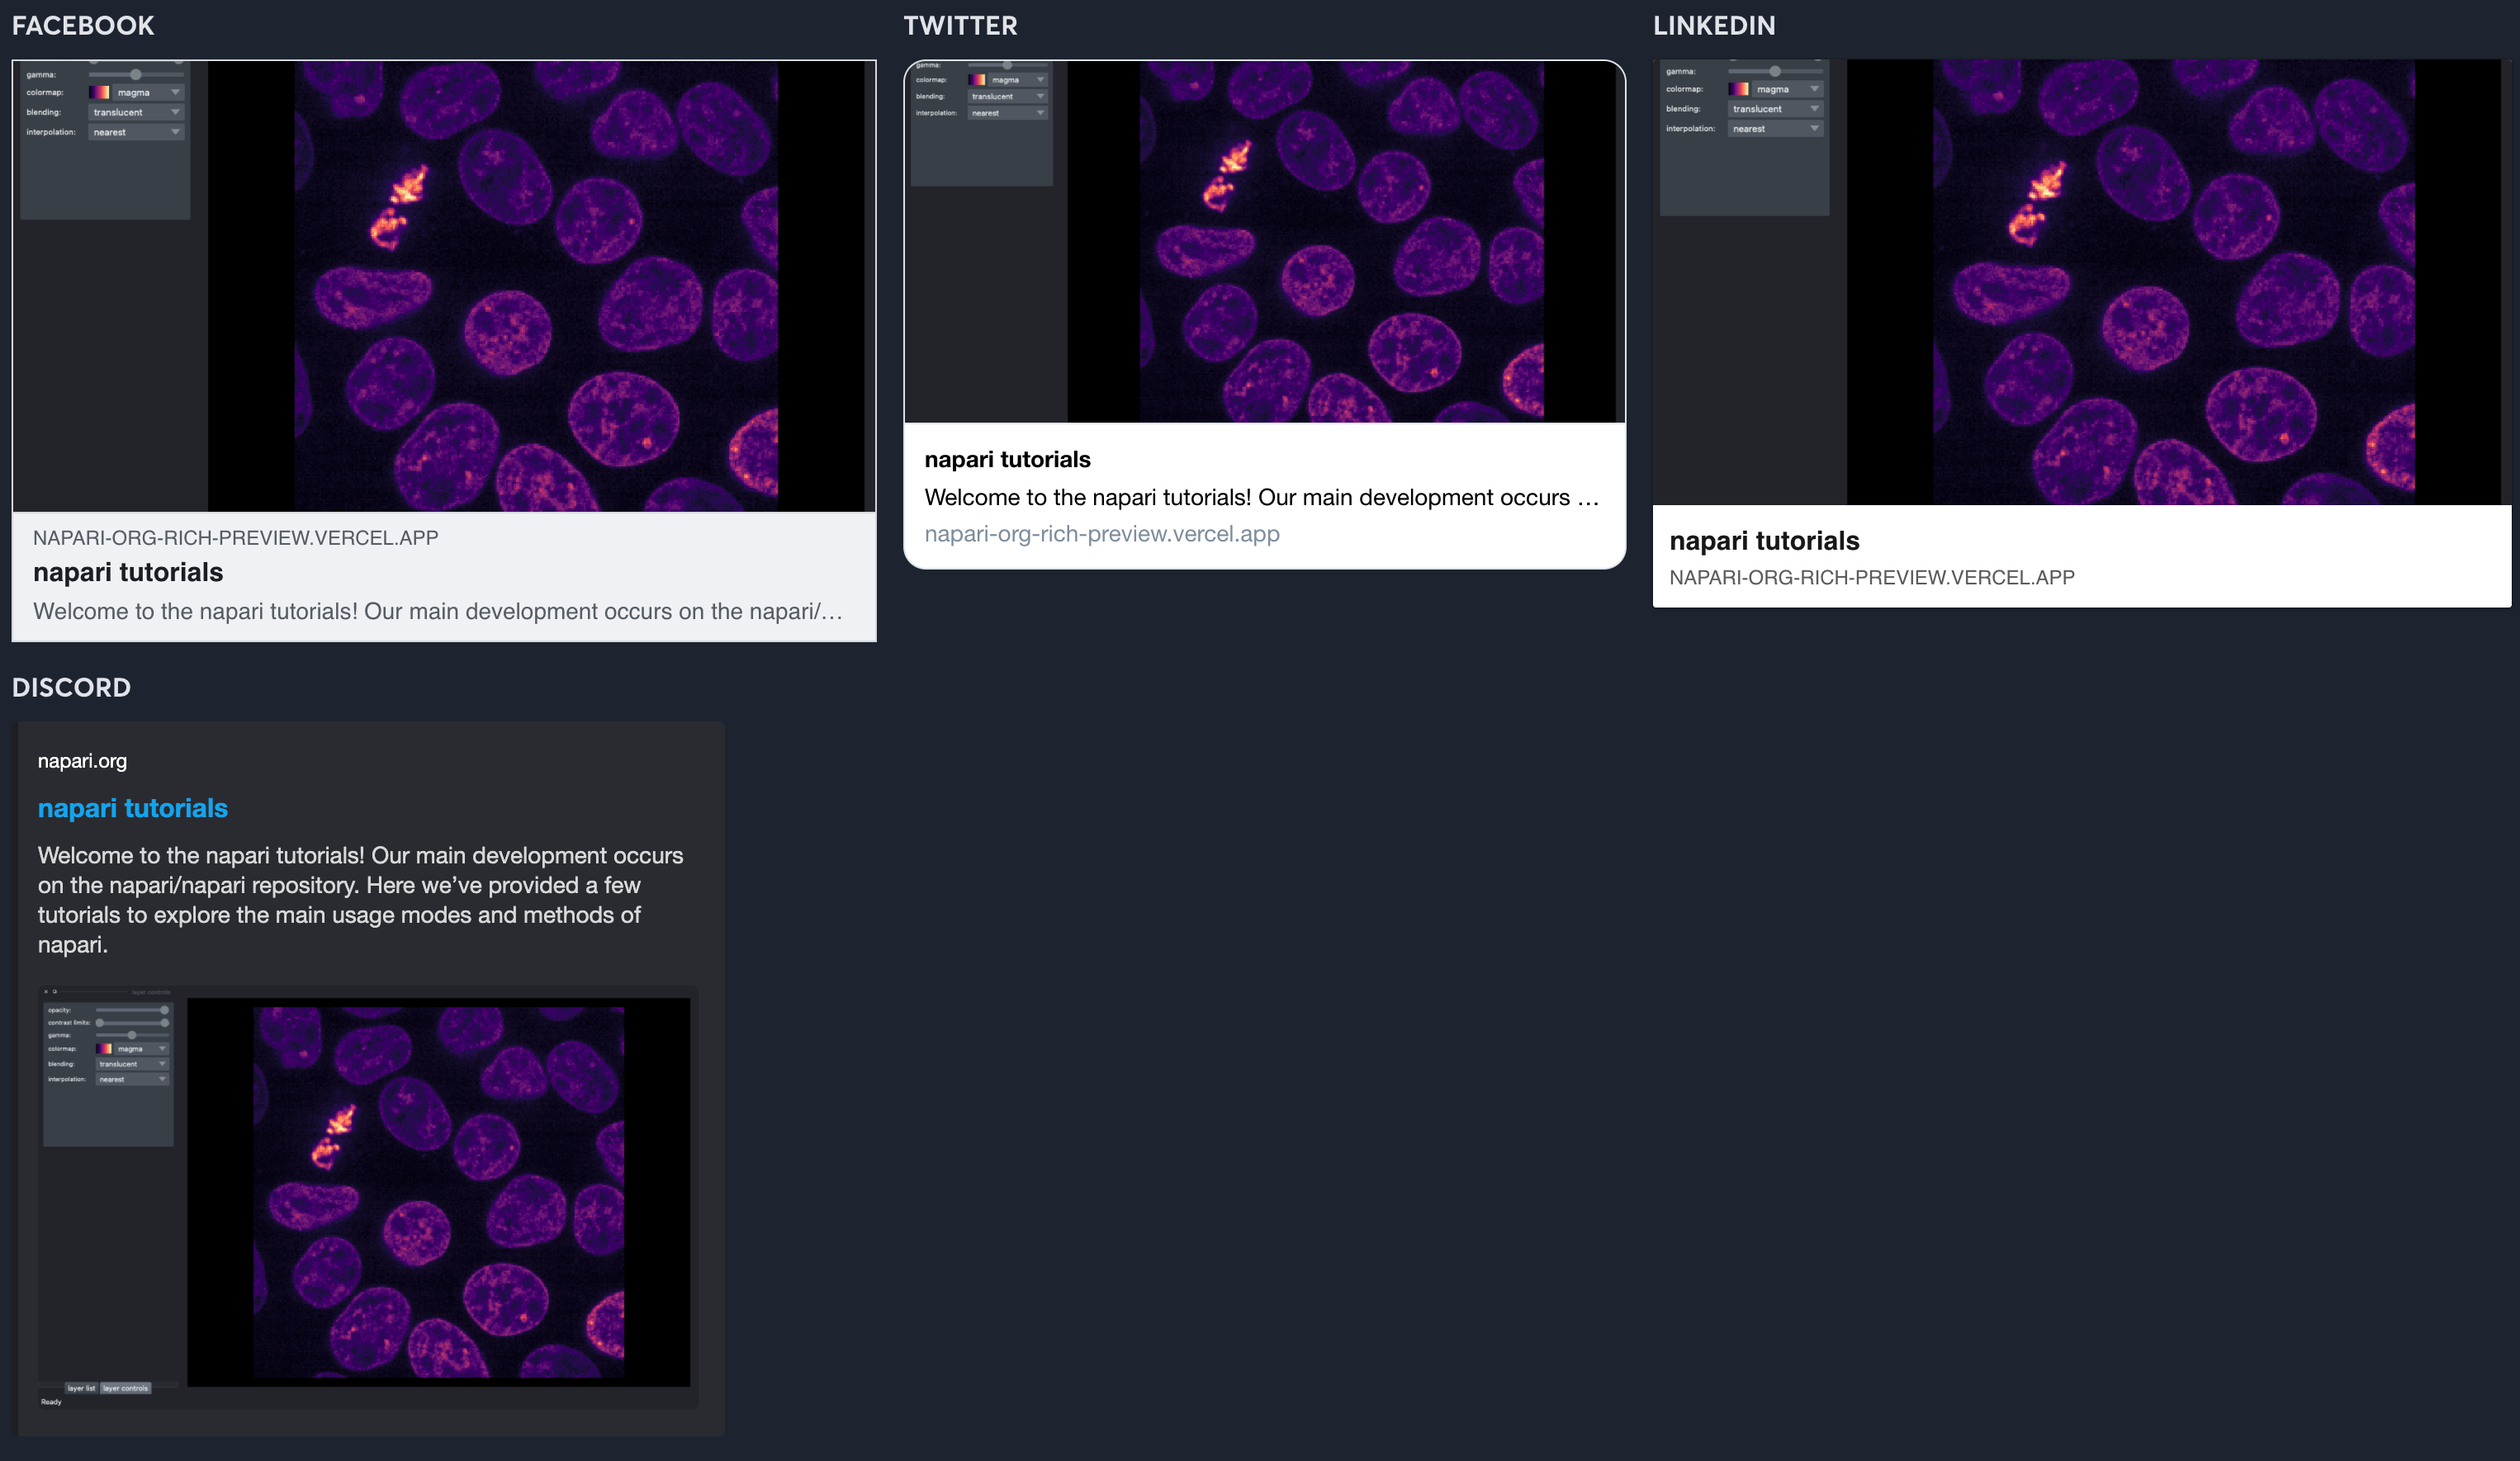 FACEBOOK
gamma:
colormap: magma
blending: translucent
interpolation: nearest
NAPARI-ORG-RICH-PREVIEW.VERCEL.APP
napari tutorials
Welcome to the napari tutorials! Our main development occurs on the napari/…
TWITTER
gamma:
colormap: magma
blending: translucent
interpolation: nearest
napari tutorials
Welcome to the napari tutorials! Our main development occurs …
napari-org-rich-preview.vercel.app
LINKEDIN
gamma:
colormap: magma
blending: translucent
interpolation: nearest
napari tutorials
NAPARI-ORG-RICH-PREVIEW.VERCEL.APP
DISCORD
napari.org
napari tutorials
Welcome to the napari tutorials! Our main development occurs
on the napari/napari repository. Here we’ve provided a few
tutorials to explore the main usage modes and methods of
napari.
layer controls
opacity:
contrast limits:
gamma:
colormap: magma
blending: translucent
interpolation: nearest
layer list layer controls
Ready